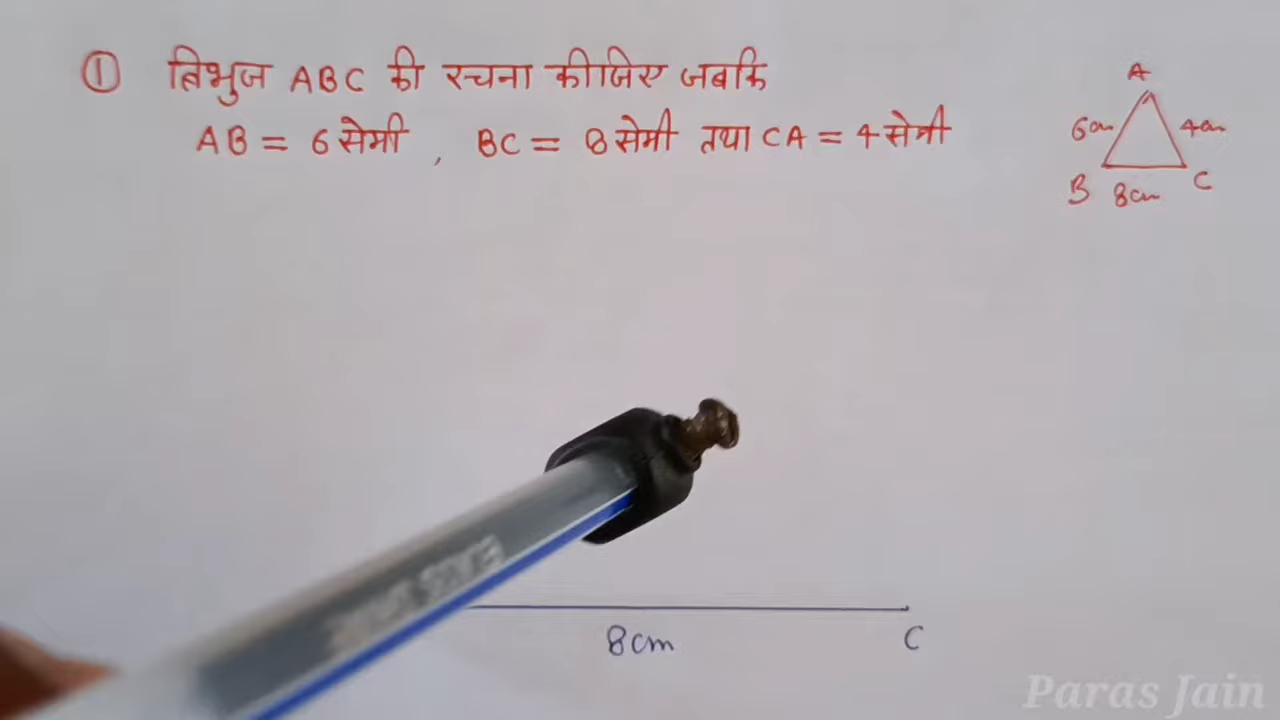 ① त्रिभुज ABC की रचना कीजिए जबकि
AB = 6 सेमी , BC = 8 सेमी तथा CA = 4 सेमी
A
6cm 4cm
B 8cm C
8cm C
Paras Jain